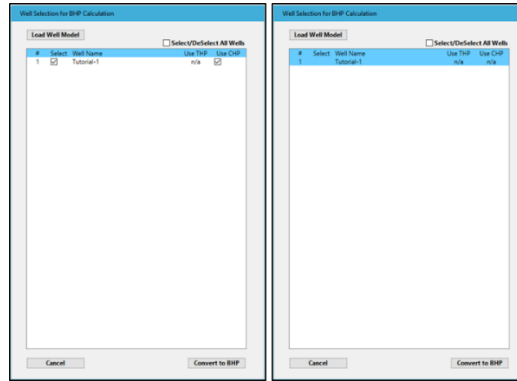 Well Selection for BHP Calculation
Load Well Model
Select/DeSelect All Wells
# Select Well Name Use THP Use CHP
1 Tutorial-1 n/a
Cancel Convert to BHP
Well Selection for BHP Calculation
Load Well Model
Select/DeSelect All Wells
# Select Well Name Use THP Use CHP
1 Tutorial-1 n/a n/a
Cancel Convert to BHP